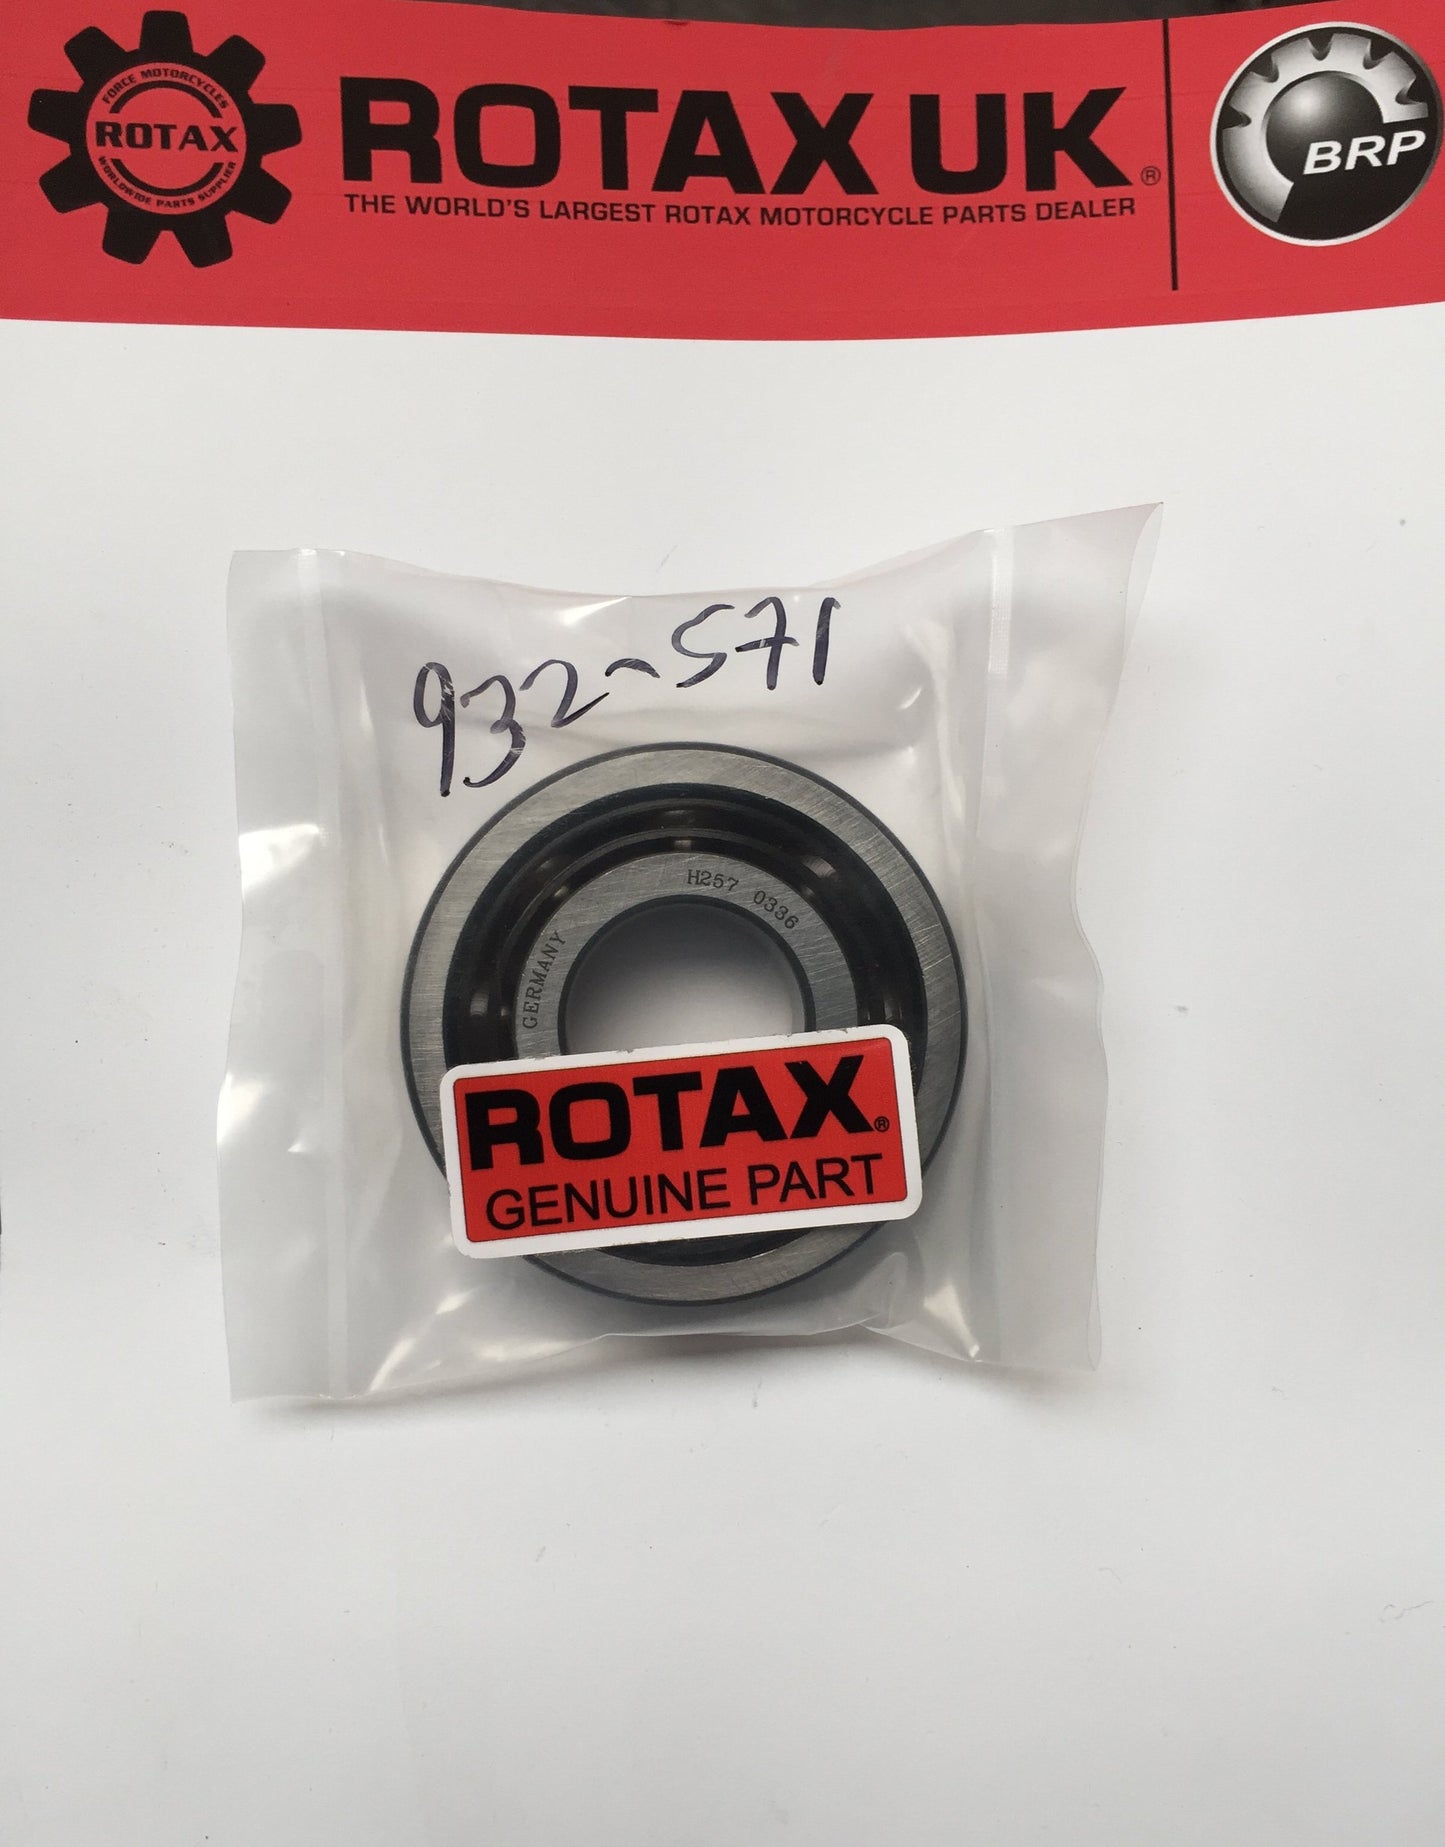 FORCE MOTORCYCLES
ROTAX
WORLDWIDE PARTS SUPPLIER
ROTAX UK®
THE WORLD'S LARGEST ROTAX MOTORCYCLE PARTS DEALER
BRP
932-571
H257 0336
GERMANY
ROTAX®
GENUINE PART